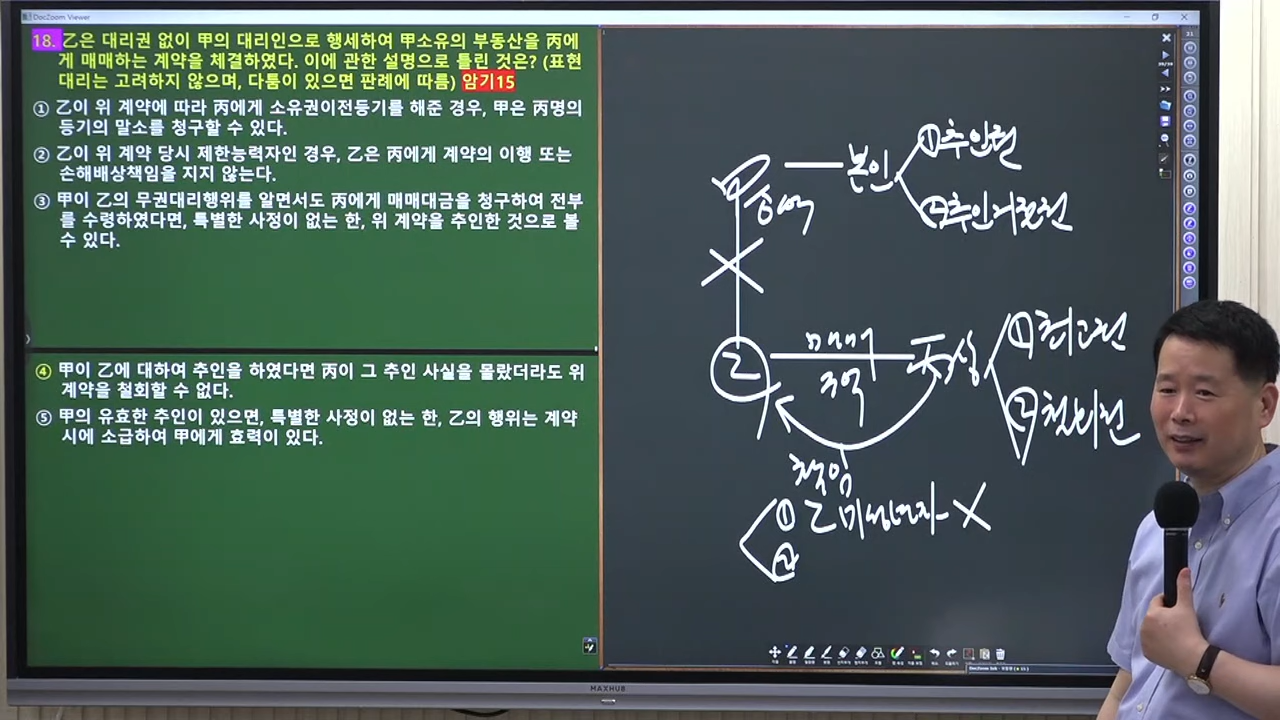 DocZoom Viewer
18. 乙은 대리권 없이 甲의 대리인으로 행세하여 甲소유의 부동산을 丙에
게 매매하는 계약을 체결하였다. 이에 관한 설명으로 틀린 것은? (표현
대리는 고려하지 않으며, 다툼이 있으면 판례에 따름) 암기15
① 乙이 위 계약에 따라 丙에게 소유권이전등기를 해준 경우, 甲은 丙명의
등기의 말소를 청구할 수 있다.
② 乙이 위 계약 당시 제한능력자인 경우, 乙은 丙에게 계약의 이행 또는
손해배상책임을 지지 않는다.
③ 甲이 乙의 무권대리행위를 알면서도 丙에게 매매대금을 청구하여 전부
를 수령하였다면, 특별한 사정이 없는 한, 위 계약을 추인한 것으로 볼
수 있다.
④ 甲이 乙에 대하여 추인을 하였다면 丙이 그 추인 사실을 몰랐더라도 위
계약을 철회할 수 없다.
⑤ 甲의 유효한 추인이 있으면, 특별한 사정이 없는 한, 乙의 행위는 계약
시에 소급하여 甲에게 효력이 있다.
甲 본인
① 추인권
② 추인거절권
乙 매매 丙
3억
① 최고권
② 철회권
책임
① 乙 미성년자 - X
②
MAXHUB